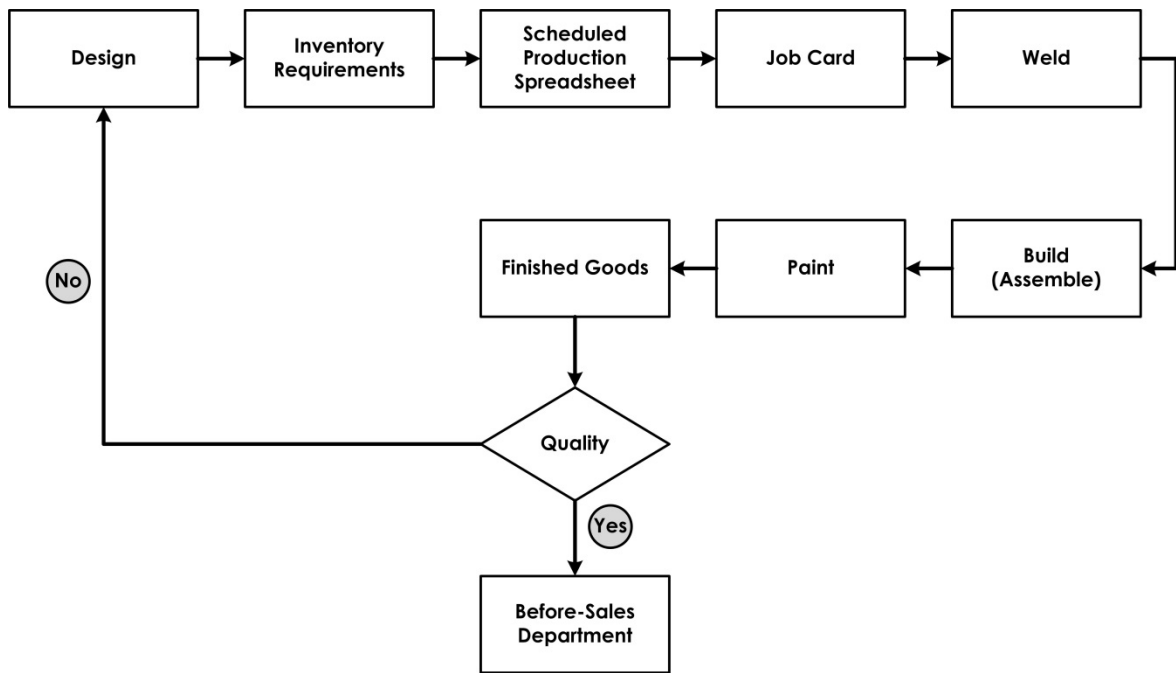 Design
Inventory
Requirements
Scheduled
Production
Spreadsheet
Job Card
Weld
Finished Goods
Paint
Build
(Assemble)
No
Quality
Yes
Before-Sales
Department